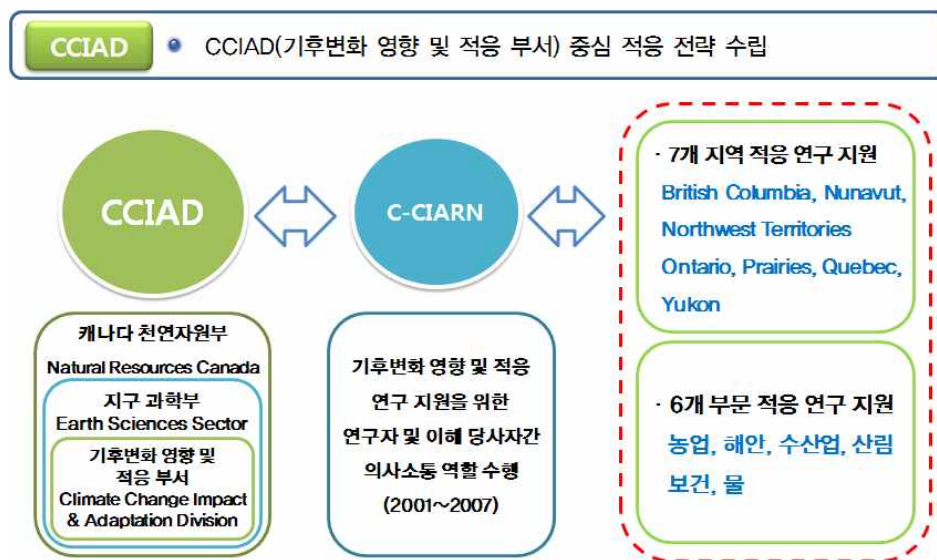 CCIAD
CCIAD(기후변화 영향 및 적응 부서) 중심 적응 전략 수립
CCIAD
C-CIARN
· 7개 지역 적응 연구 지원
British Columbia, Nunavut,
Northwest Territories
Ontario, Prairies, Quebec,
Yukon
캐나다 천연자원부
Natural Resources Canada
지구 과학부
Earth Sciences Sector
기후변화 영향 및
적응 부서
Climate Change Impact
& Adaptation Division
기후변화 영향 및 적응
연구 지원을 위한
연구자 및 이해 당사자간
의사소통 역할 수행
(2001~2007)
· 6개 부문 적응 연구 지원
농업, 해안, 수산업, 산림
보건, 물